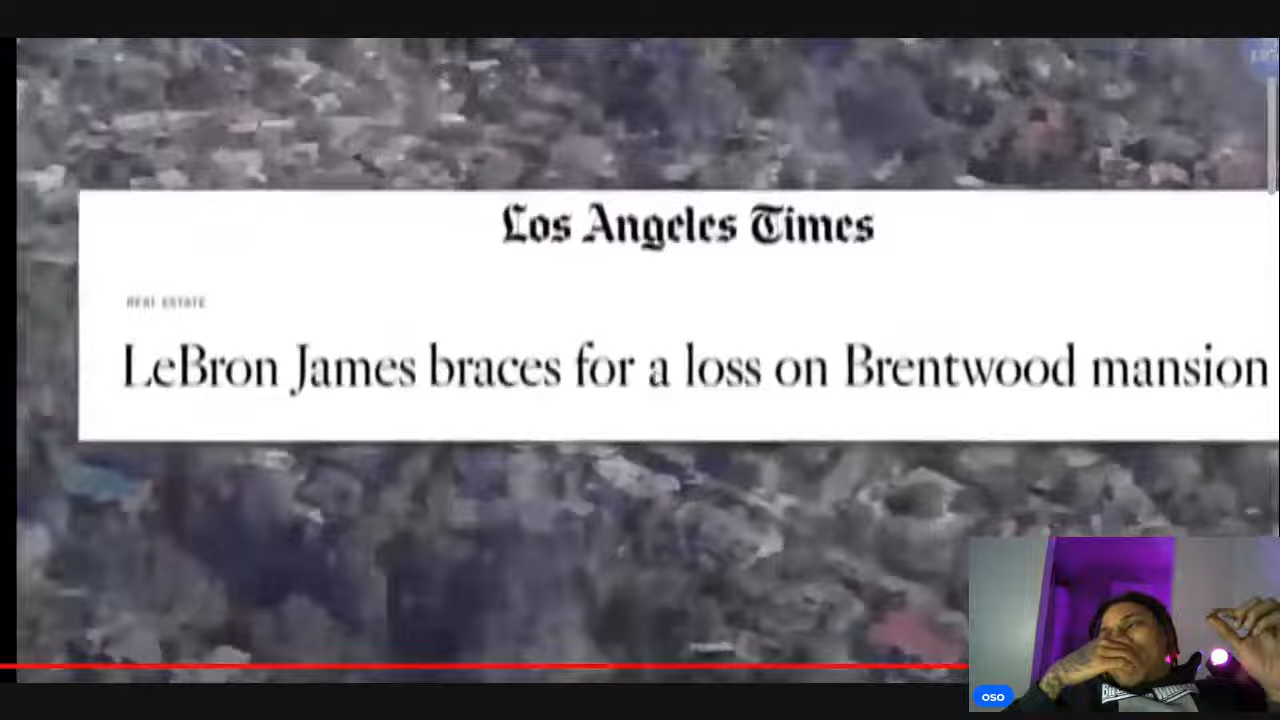 Los Angeles Times
REAL ESTATE
LeBron James braces for a loss on Brentwood mansion
oso